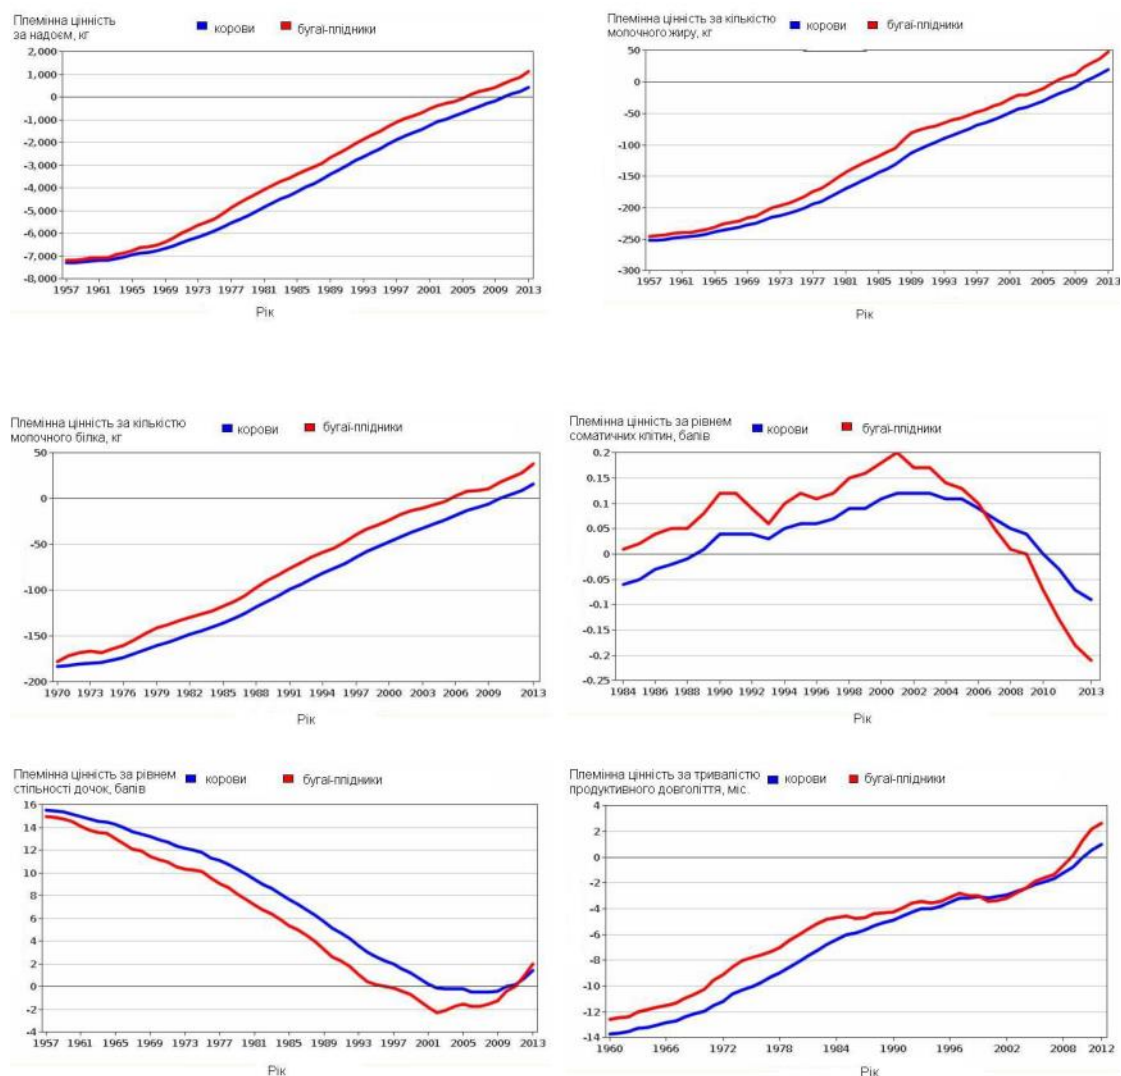 Племінна цінність
за надоєм, кг
корови
бугаї-плідники
2,000
1,000
0
-1,000
-2,000
-3,000
-4,000
-5,000
-6,000
-7,000
-8,000
1957 1961 1965 1969 1973 1977 1981 1985 1989 1993 1997 2001 2005 2009 2013
Рік
Племінна цінність за кількістю
молочного жиру, кг
корови
бугаї-плідники
50
0
-50
-100
-150
-200
-250
-300
1957 1961 1965 1969 1973 1977 1981 1985 1989 1993 1997 2001 2005 2009 2013
Рік
Племінна цінність за кількістю
молочного білка, кг
корови
бугаї-плідники
50
0
-50
-100
-150
-200
1970 1973 1976 1979 1982 1985 1988 1991 1994 1997 2000 2003 2006 2009 2013
Рік
Племінна цінність за рівнем
соматичних клітин, балів
корови
бугаї-плідники
0.2
0.15
0.1
0.05
0
-0.05
-0.1
-0.15
-0.2
-0.25
1984 1986 1988 1990 1992 1994 1996 1998 2000 2002 2004 2006 2008 2010 2013
Рік
Племінна цінність за рівнем
стільності дочок, балів
корови
бугаї-плідники
16
14
12
10
8
6
4
2
0
-2
-4
1957 1961 1965 1969 1973 1977 1981 1985 1989 1993 1997 2001 2005 2009 2013
Рік
Племінна цінність за тривалістю
продуктивного довголіття, міс.
корови
бугаї-плідники
4
2
0
-2
-4
-6
-8
-10
-12
-14
1960 1966 1972 1978 1984 1990 1996 2002 2008 2012
Рік